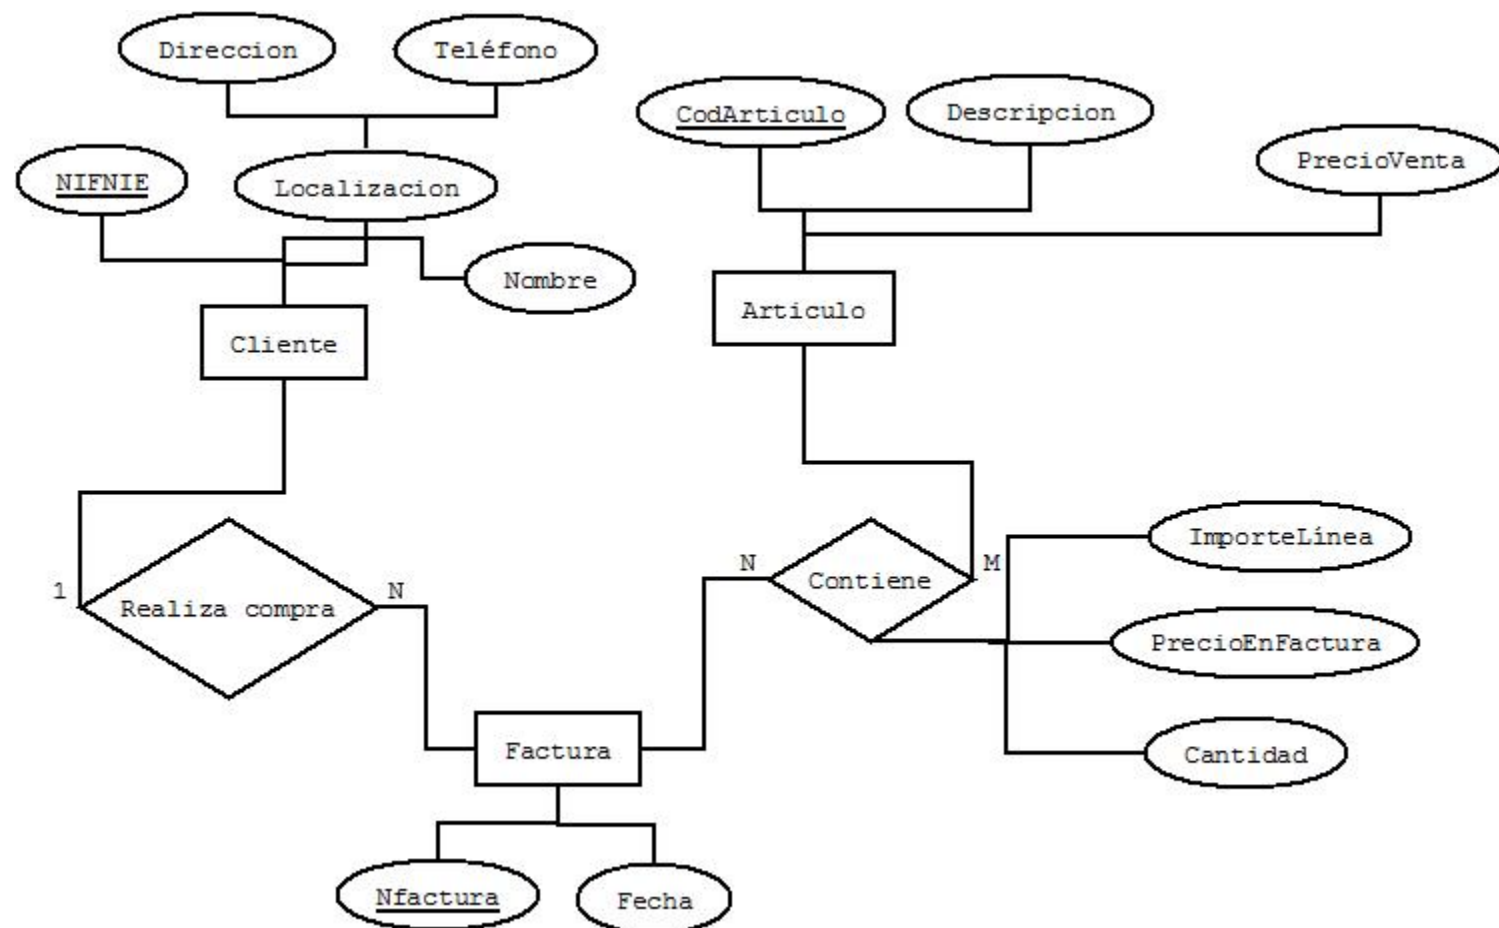 Direccion
Teléfono
CodArticulo
Descripcion
PrecioVenta
NIFNIE
Localizacion
Nombre
Articulo
Cliente
ImporteLínea
1
Realiza compra
N
N
Contiene
M
PrecioEnFactura
Factura
Cantidad
Nfactura
Fecha